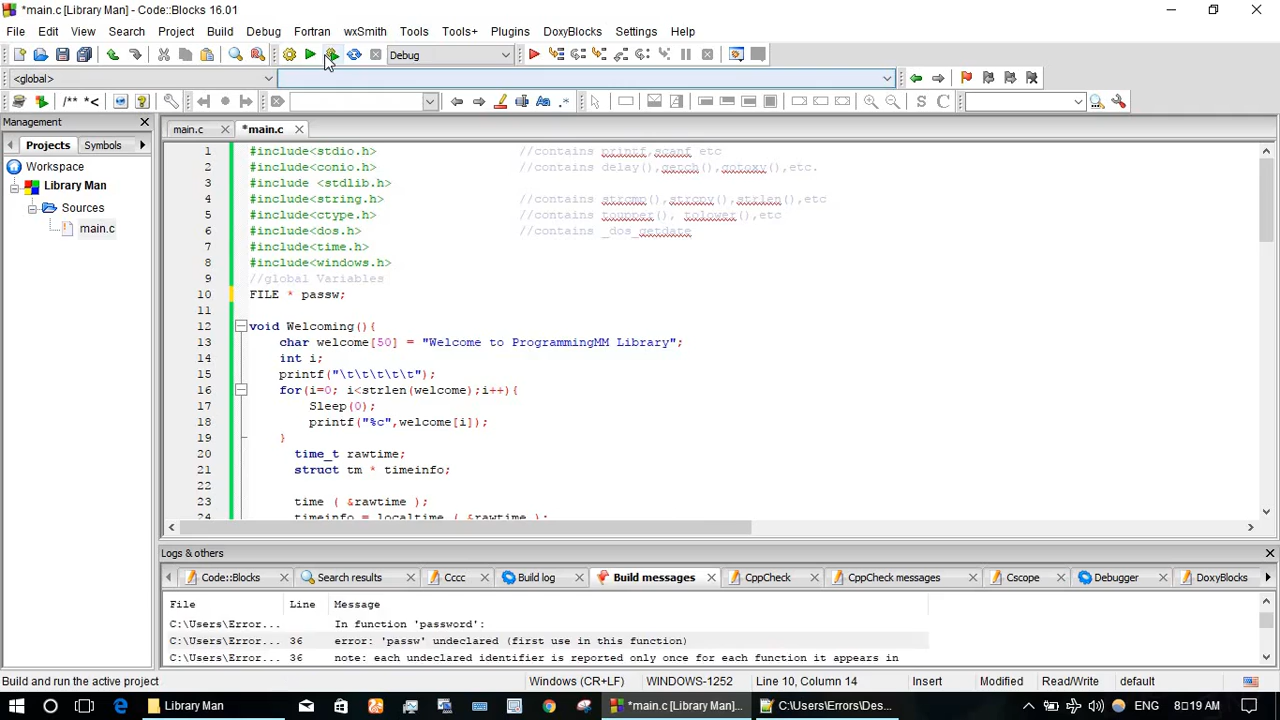 *main.c [Library Man] - Code::Blocks 16.01
File Edit View Search Project Build Debug Fortran wxSmith Tools Tools+ Plugins DoxyBlocks Settings Help
Debug
<global>
/** *<
Aa .* S C
Management
main.c *main.c
Projects Symbols
Workspace
Library Man
Sources
main.c
1 #include<stdio.h> //contains printf,scanf etc
2 #include<conio.h> //contains delay(),getch(),gotoxy(),etc.
3 #include <stdlib.h>
4 #include<string.h> //contains strcmp(),strcpy(),strlen(),etc
5 #include<ctype.h> //contains toupper(), tolower(),etc
6 #include<dos.h> //contains _dos_getdate
7 #include<time.h>
8 #include<windows.h>
9 //global Variables
10 FILE * passw;
11
12 void Welcoming(){
13 char welcome[50] = "Welcome to ProgrammingMM Library";
14 int i;
15 printf("\t\t\t\t\t");
16 for(i=0; i<strlen(welcome);i++){
17 Sleep(0);
18 printf("%c",welcome[i]);
19 }
20 time_t rawtime;
21 struct tm * timeinfo;
22
23 time ( &rawtime );
24 timeinfo = localtime ( &rawtime );
Logs & others
Code::Blocks Search results Cccc Build log Build messages CppCheck CppCheck messages Cscope Debugger DoxyBlocks
File Line Message
C:\Users\Error... In function 'password':
C:\Users\Error... 36 error: 'passw' undeclared (first use in this function)
C:\Users\Error... 36 note: each undeclared identifier is reported only once for each function it appears in
Build and run the active project Windows (CR+LF) WINDOWS-1252 Line 10, Column 14 Insert Modified Read/Write default
Library Man *main.c [Library Man]... C:\Users\Errors\Des... ENG 8:19 AM